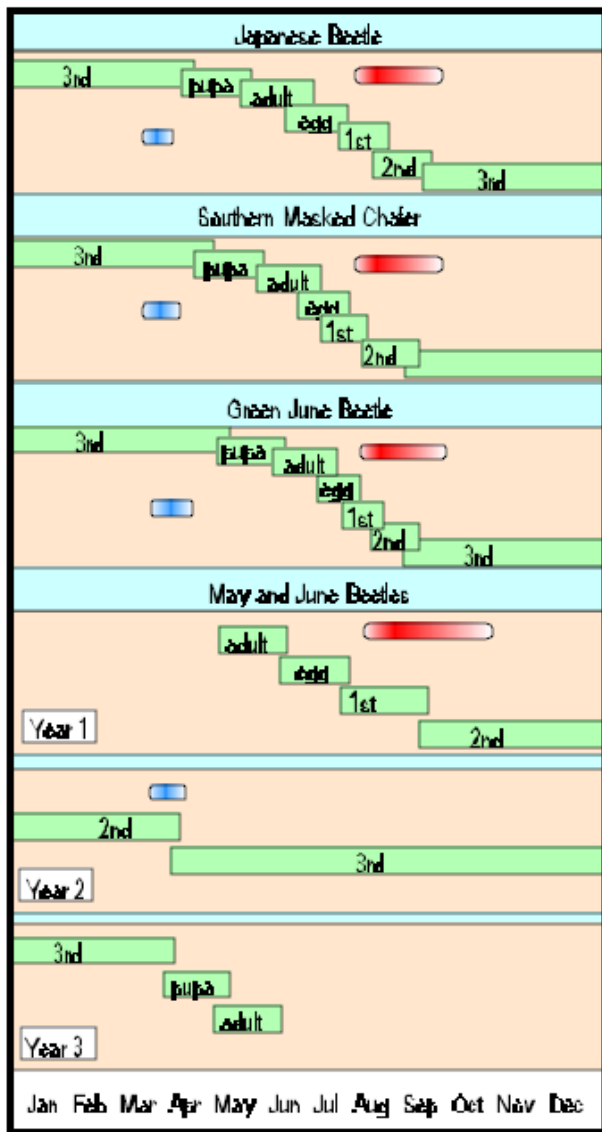 Japanese Beetle
3rd
pupa
adult
egg
1st
2nd
3rd
Southern Masked Chafer
3rd
pupa
adult
egg
1st
2nd
Green June Beetle
3rd
pupa
adult
egg
1st
2nd
3rd
May and June Beetles
adult
egg
1st
Year 1
2nd
2nd
3rd
Year 2
3rd
pupa
adult
Year 3
Jan Feb Mar Apr May Jun Jul Aug Sep Oct Nov Dec